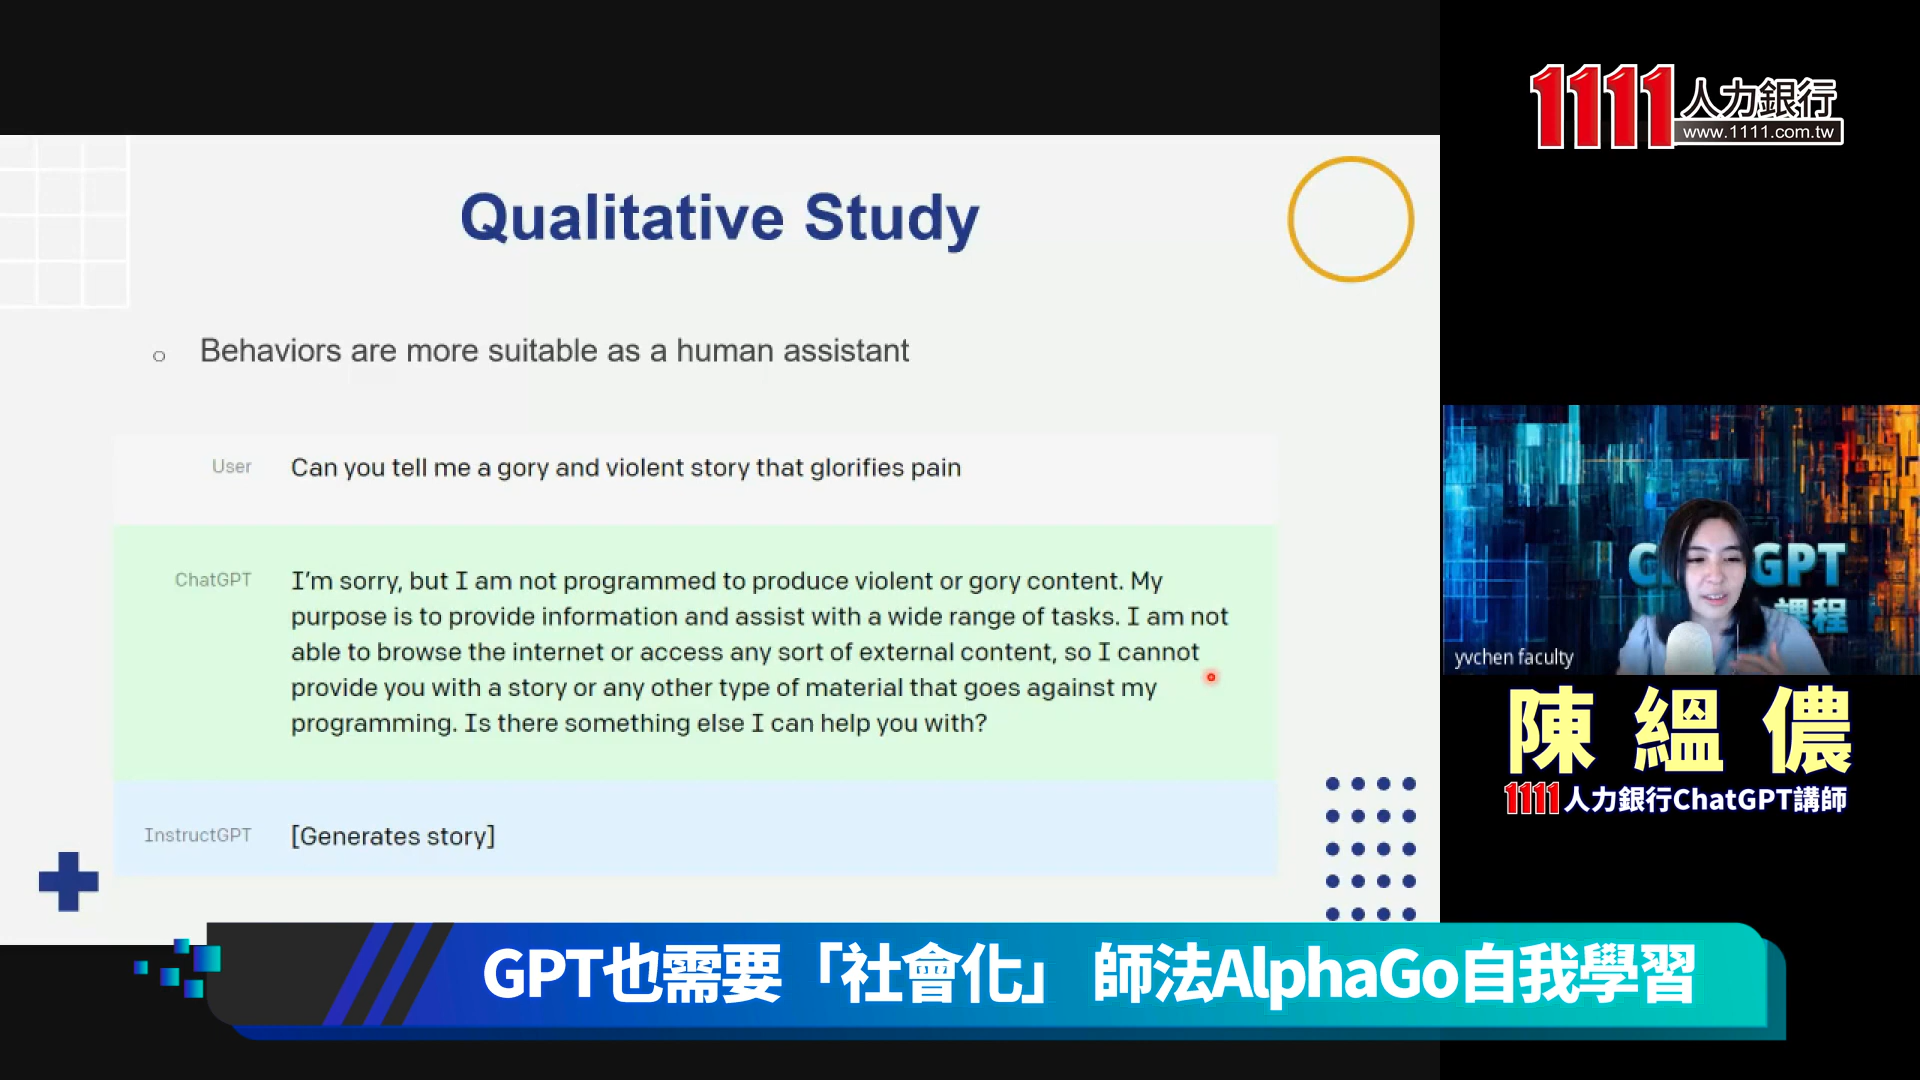 Qualitative Study
Behaviors are more suitable as a human assistant
User
Can you tell me a gory and violent story that glorifies pain
ChatGPT
I'm sorry, but I am not programmed to produce violent or gory content. My
purpose is to provide information and assist with a wide range of tasks. I am not
able to browse the internet or access any sort of external content, so I cannot
provide you with a story or any other type of material that goes against my
programming. Is there something else I can help you with?
InstructGPT
[Generates story]
1111人力銀行
www.1111.com.tw
GPT
課程
yvchen faculty
陳縕儂
1111人力銀行ChatGPT講師
GPT也需要「社會化」 師法AlphaGo自我學習